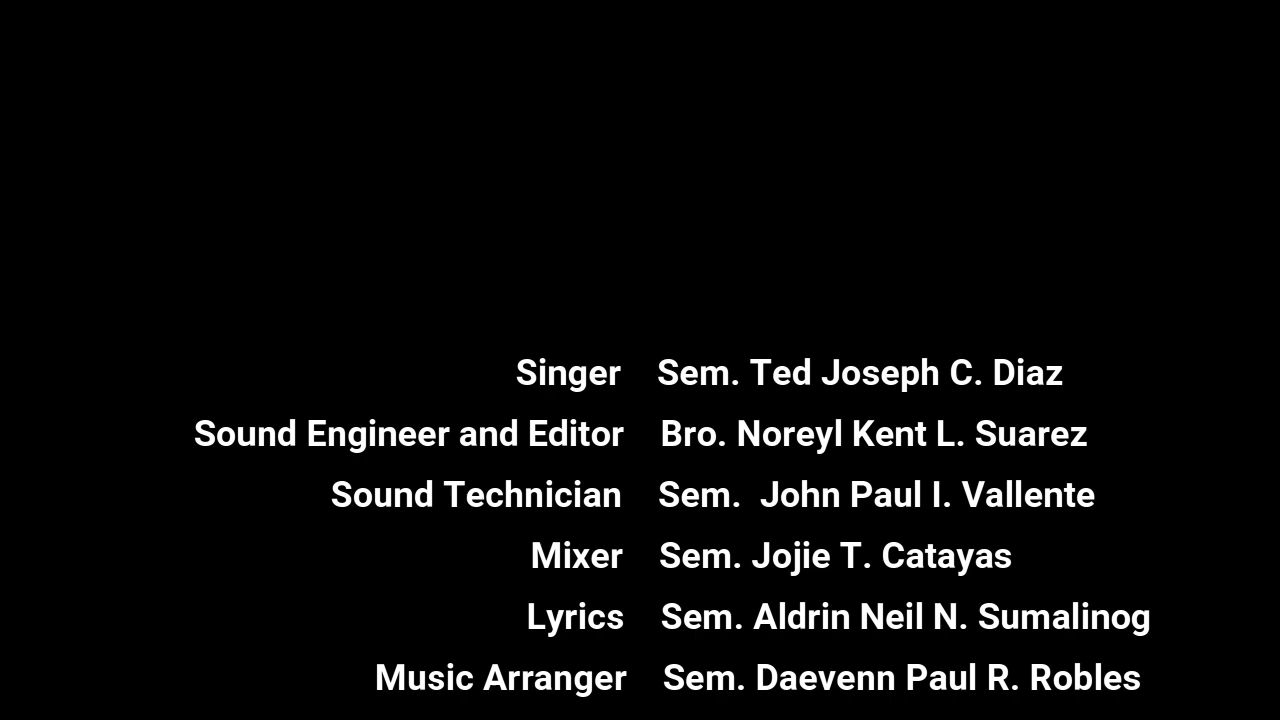 Singer Sem. Ted Joseph C. Diaz
Sound Engineer and Editor Bro. Noreyl Kent L. Suarez
Sound Technician Sem. John Paul I. Vallente
Mixer Sem. Jojie T. Catayas
Lyrics Sem. Aldrin Neil N. Sumalinog
Music Arranger Sem. Daevenn Paul R. Robles